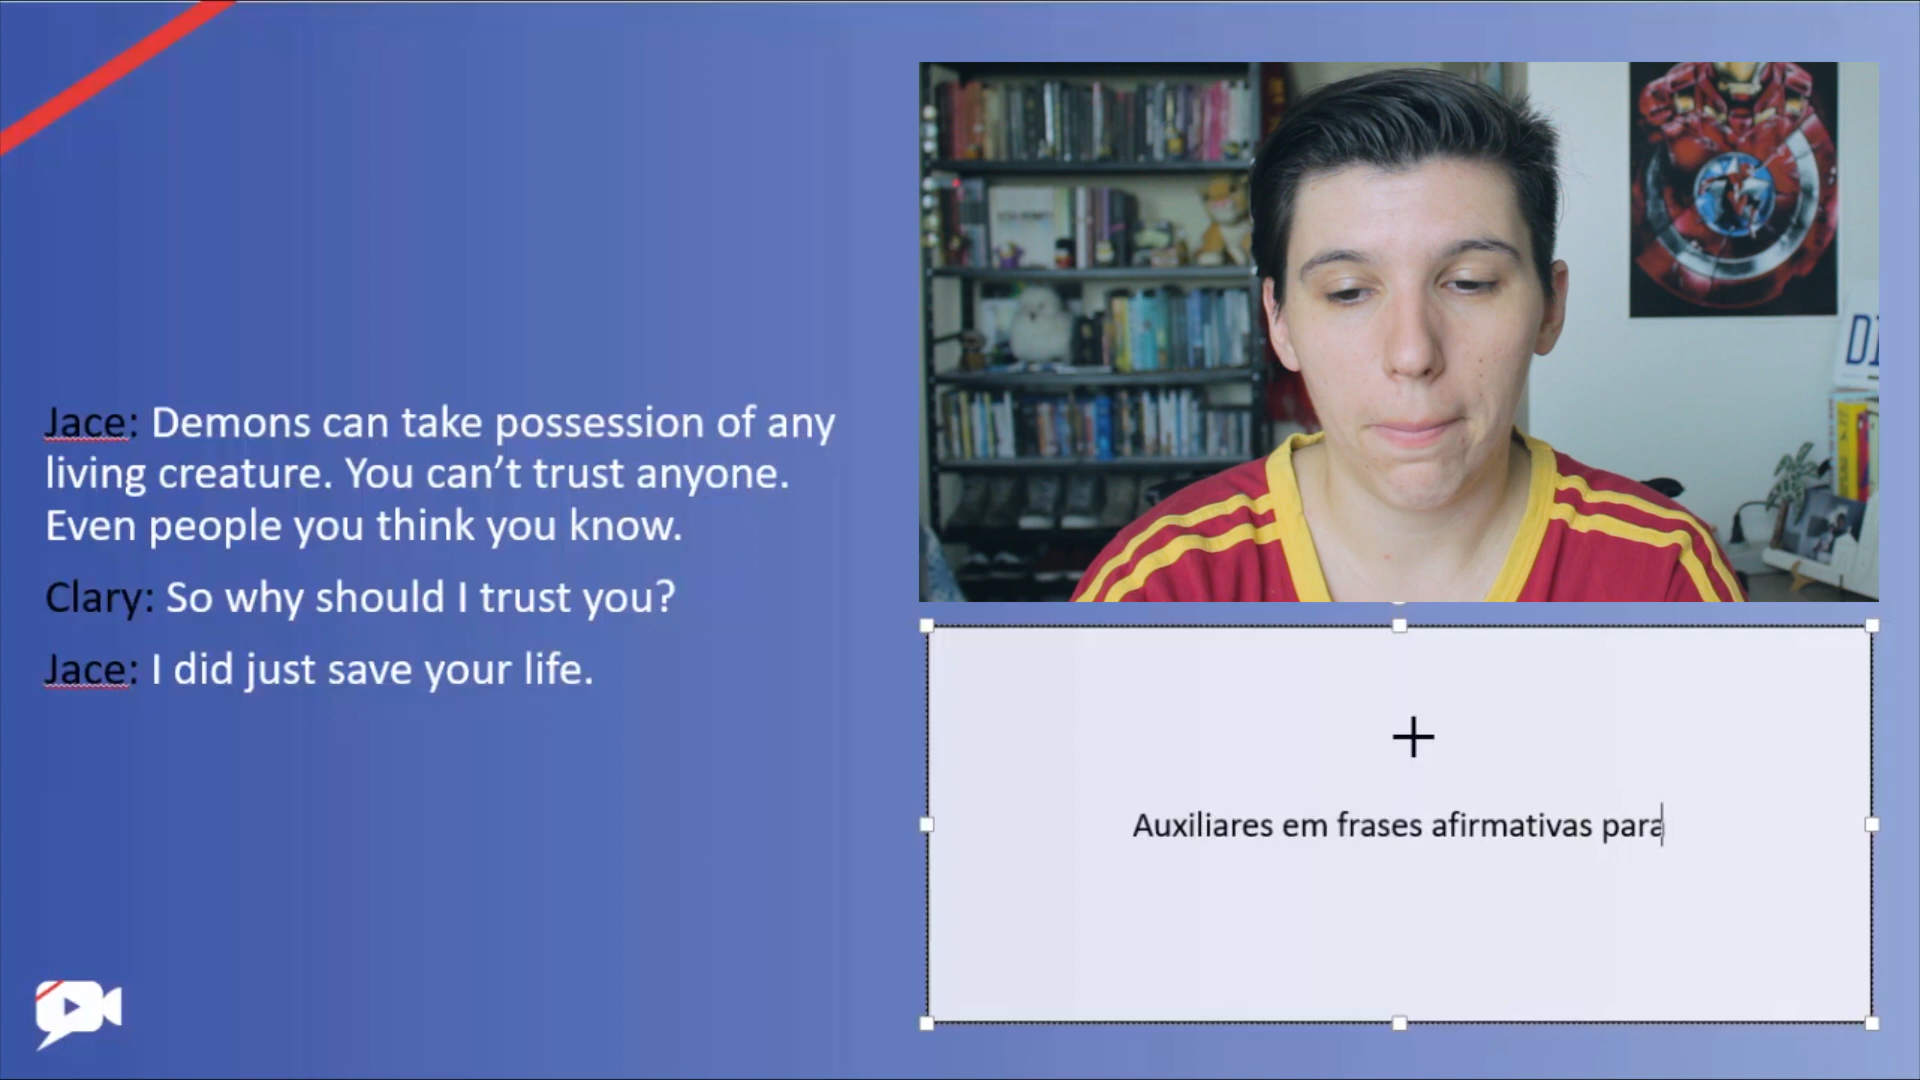 Jace: Demons can take possession of any
living creature. You can’t trust anyone.
Even people you think you know.
Clary: So why should I trust you?
Jace: I did just save your life.
+
Auxiliares em frases afirmativas para